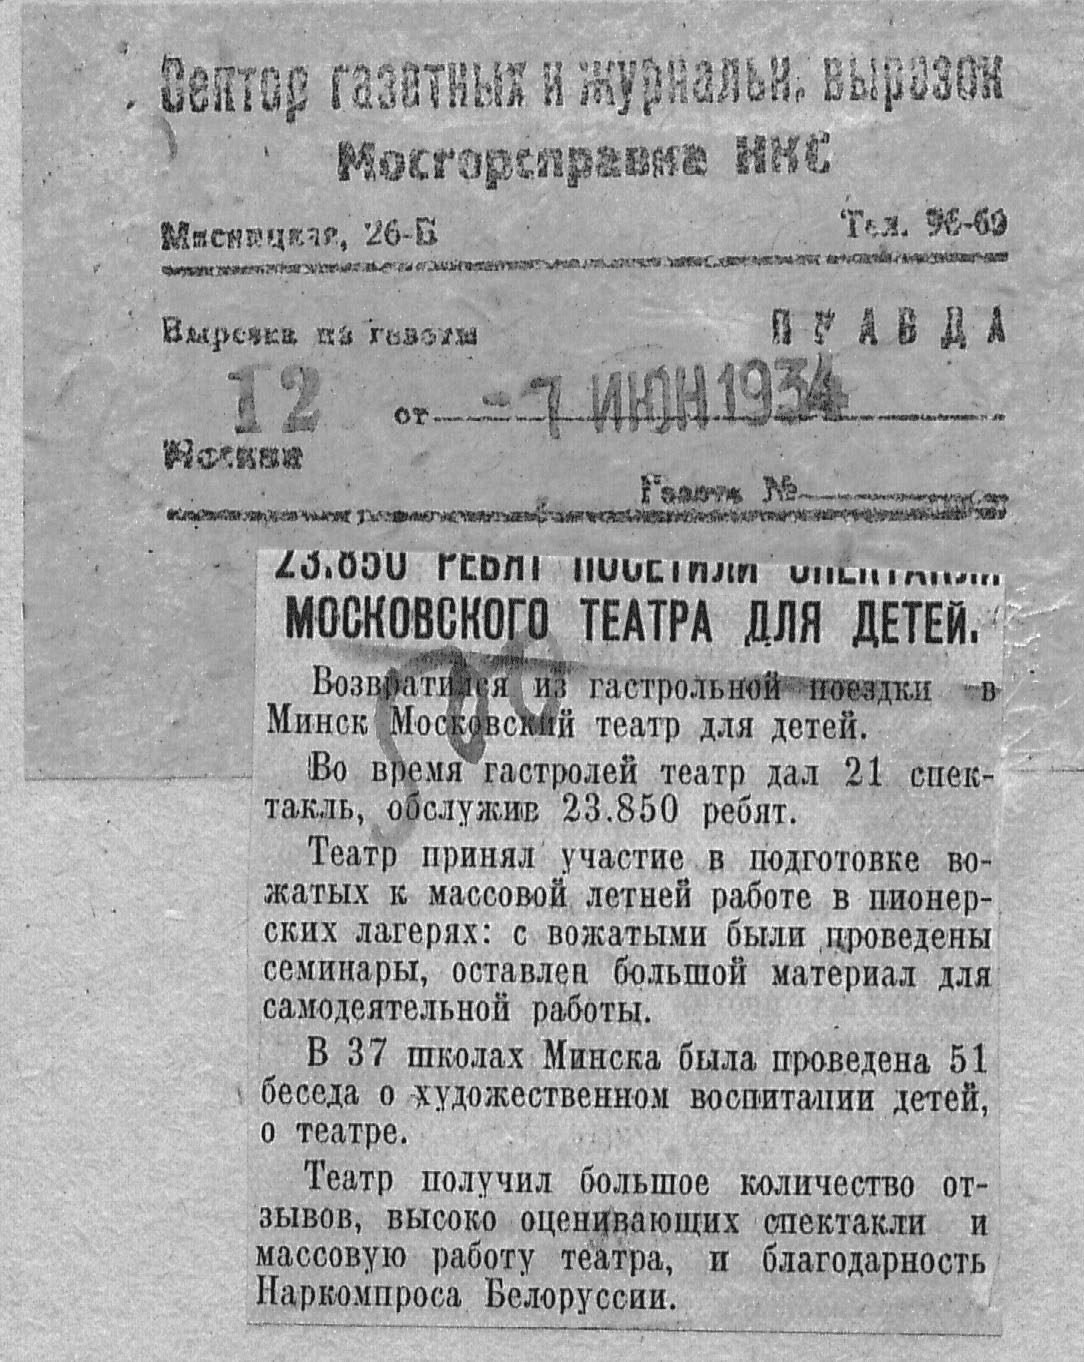 Сектор газетных и журнальн. вырезок
Мосгорсправка НКС
Мясницкая, 26-Б Тел. 96-69
Вырезка из газеты ПРАВДА
12 от -7 ИЮН 1934
Москва
Газета №
23.850 РЕБЯТ ПОСЕТИЛИ СПЕКТАКЛИ
МОСКОВСКОГО ТЕАТРА ДЛЯ ДЕТЕЙ.
Возвратился из гастрольной поездки в
Минск Московский театр для детей.
Во время гастролей театр дал 21 спек-
такль, обслужив 23.850 ребят.
Театр принял участие в подготовке во-
жатых к массовой летней работе в пионер-
ских лагерях: с вожатыми были проведены
семинары, оставлен большой материал для
самодеятельной работы.
В 37 школах Минска была проведена 51
беседа о художественном воспитании детей,
о театре.
Театр получил большое количество от-
зывов, высоко оценивающих спектакли и
массовую работу театра, и благодарность
Наркомпроса Белоруссии.